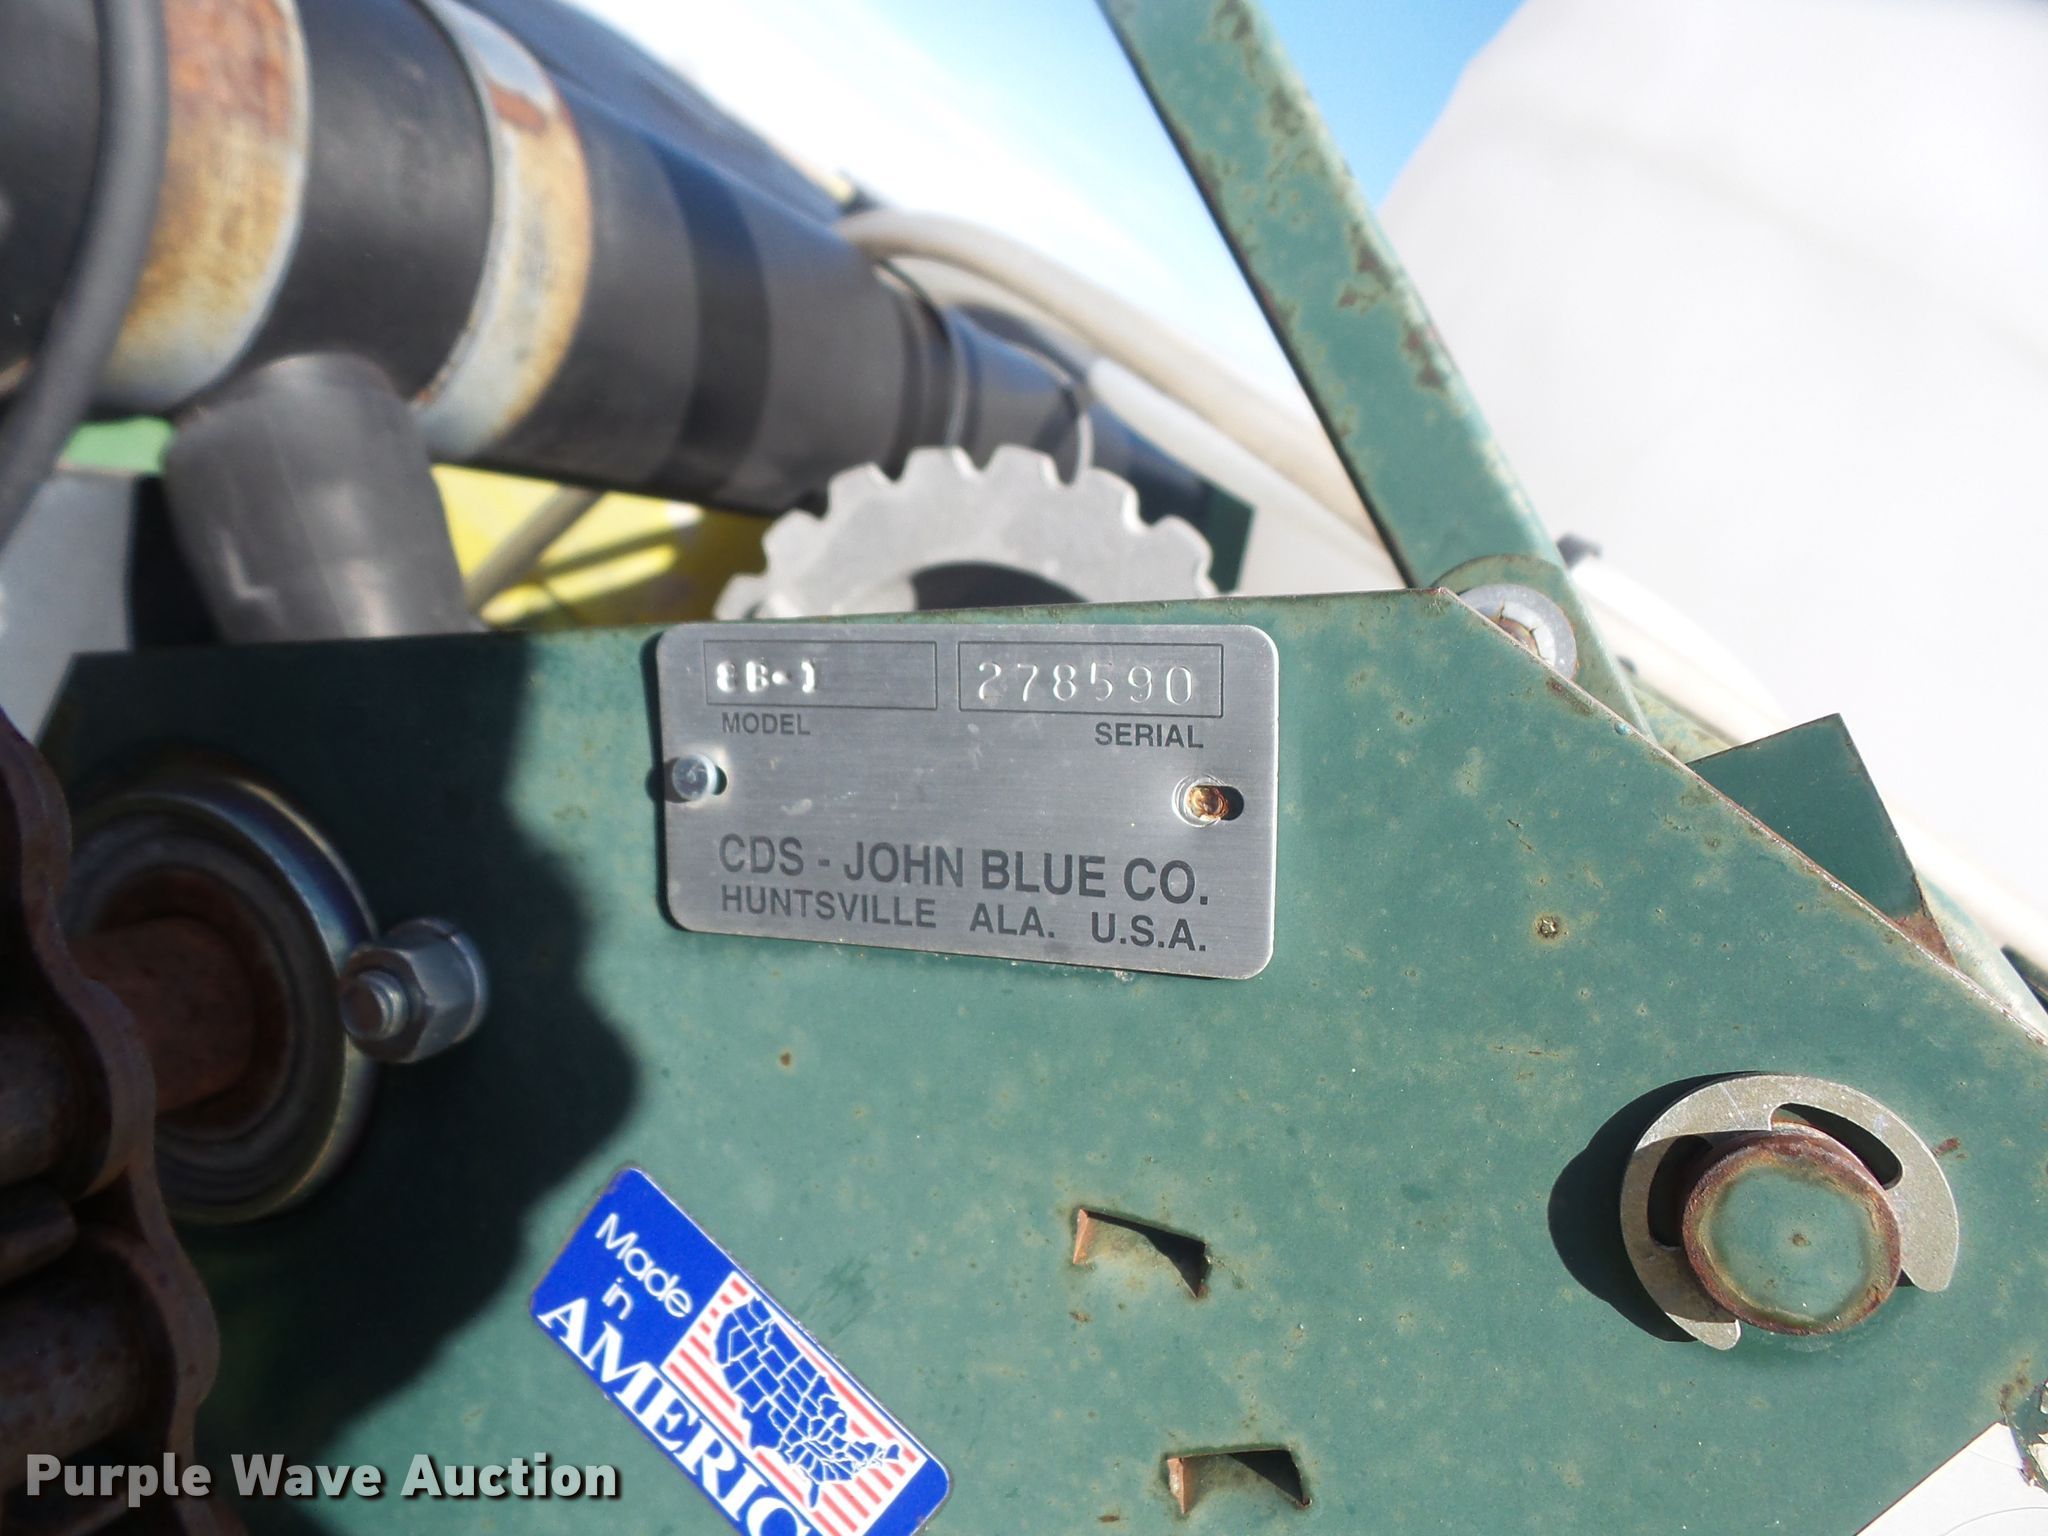 278590
MODEL
SERIAL
CDS - JOHN BLUE CO.
HUNTSVILLE ALA. U.S.A.
Made
in
AMERIC
Purple Wave Auction